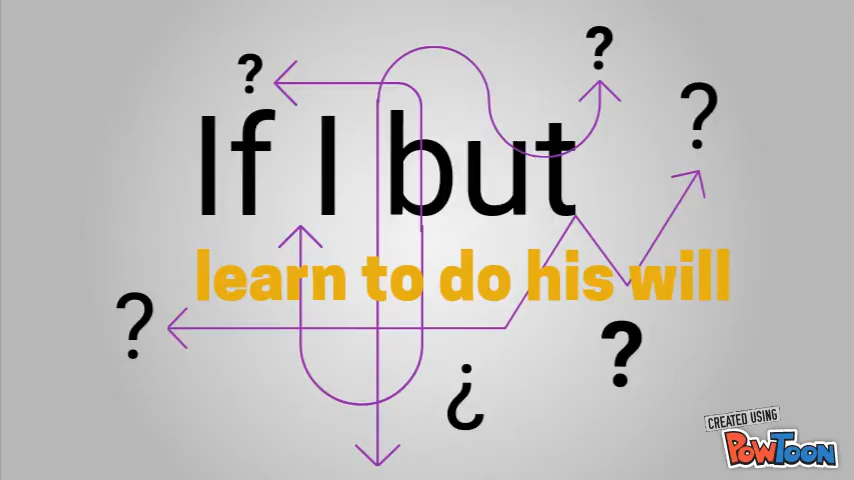 ?
?
?
If I but
learn to do his will
?
?
¿
CREATED USING
POWTOON